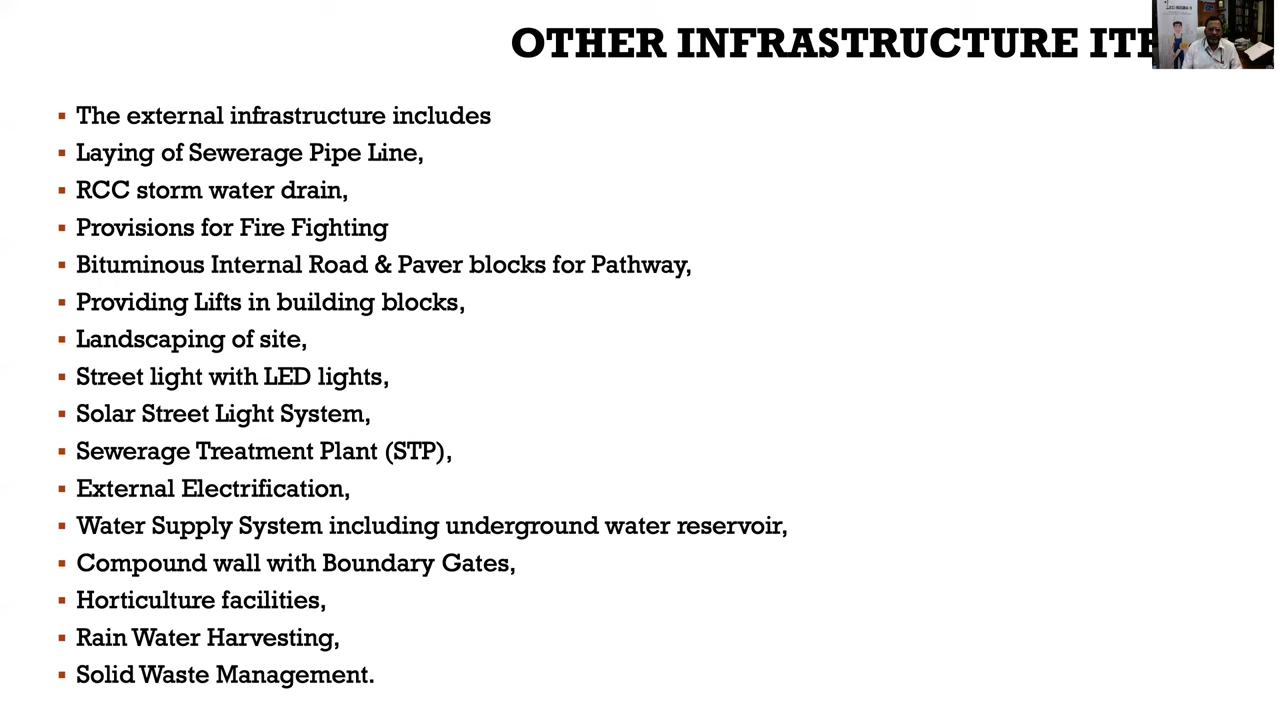 OTHER INFRASTRUCTURE
The external infrastructure includes
Laying of Sewerage Pipe Line,
RCC storm water drain,
Provisions for Fire Fighting
Bituminous Internal Road & Paver blocks for Pathway,
Providing Lifts in building blocks,
Landscaping of site,
Street light with LED lights,
Solar Street Light System,
Sewerage Treatment Plant (STP),
External Electrification,
Water Supply System including underground water reservoir,
Compound wall with Boundary Gates,
Horticulture facilities,
Rain Water Harvesting,
Solid Waste Management.